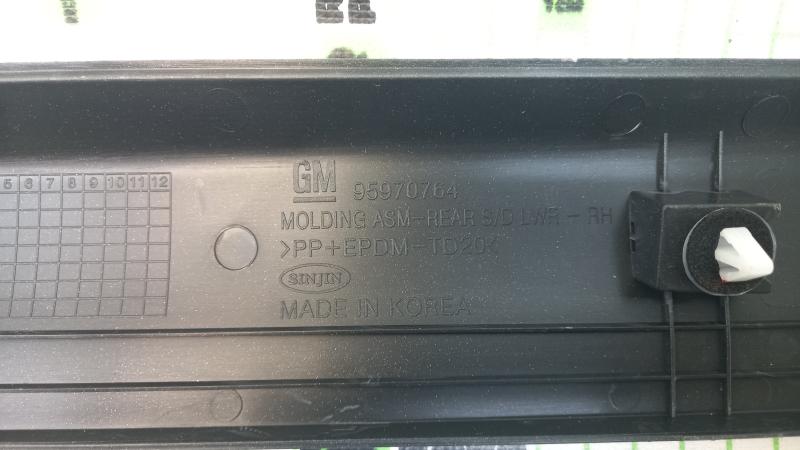 5 6 7 8 9 10 11 12
GM 95970764
MOLDING ASM-REAR S/D LWR - RH
>PP+EPDM-TD20<
SINJIN
MADE IN KOREA